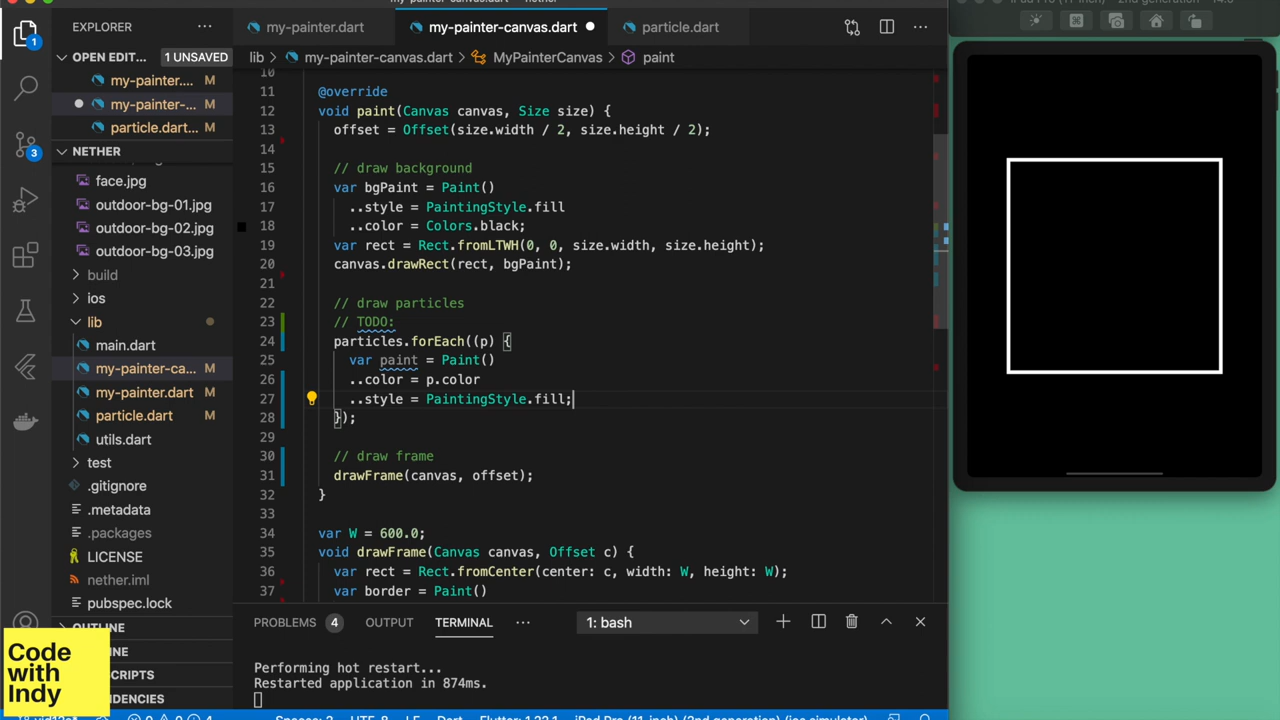 EXPLORER
OPEN EDIT... 1 UNSAVED
my-painter.... M
my-painter-... M
particle.dart... M
NETHER
face.jpg
outdoor-bg-01.jpg
outdoor-bg-02.jpg
outdoor-bg-03.jpg
build
ios
lib
main.dart
my-painter-ca... M
my-painter.dart M
particle.dart M
utils.dart
test
.gitignore
.metadata
.packages
LICENSE
nether.iml
pubspec.lock
OUTLINE
1
3
Code
with
Indy
my-painter.dart
my-painter-canvas.dart
particle.dart
lib > my-painter-canvas.dart > MyPainterCanvas > paint
10
11 @override
12 void paint(Canvas canvas, Size size) {
13 offset = Offset(size.width / 2, size.height / 2);
14
15 // draw background
16 var bgPaint = Paint()
17 ..style = PaintingStyle.fill
18 ..color = Colors.black;
19 var rect = Rect.fromLTWH(0, 0, size.width, size.height);
20 canvas.drawRect(rect, bgPaint);
21
22 // draw particles
23 // TODO:
24 particles.forEach((p) {
25 var paint = Paint()
26 ..color = p.color
27 ..style = PaintingStyle.fill;
28 });
29
30 // draw frame
31 drawFrame(canvas, offset);
32 }
33
34 var W = 600.0;
35 void drawFrame(Canvas canvas, Offset c) {
36 var rect = Rect.fromCenter(center: c, width: W, height: W);
37 var border = Paint()
PROBLEMS 4 OUTPUT TERMINAL 1: bash
Performing hot restart...
Restarted application in 874ms.